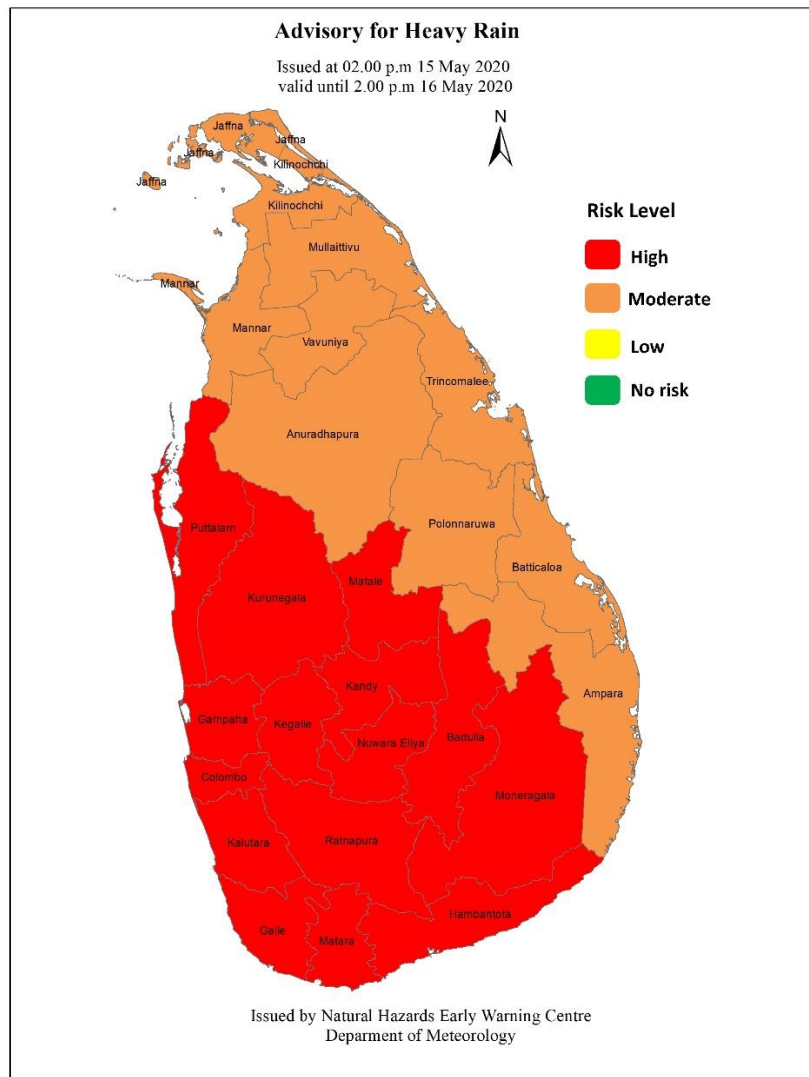 Advisory for Heavy Rain
Issued at 02.00 p.m 15 May 2020
valid until 2.00 p.m 16 May 2020
N
Jaffna
Jaffna
Jaffna
Kilinochchi
Jaffna
Kilinochchi
Risk Level
Mullaittivu
High
Mannar
Moderate
Mannar
Vavuniya
Low
Trincomalee
No risk
Anuradhapura
Puttalam
Polonnaruwa
Batticaloa
Matale
Kurunegala
Kandy
Ampara
Gampaha
Kegalle
Nuwara Eliya
Badulla
Colombo
Moneragala
Kalutara
Ratnapura
Hambantota
Galle
Matara
Issued by Natural Hazards Early Warning Centre
Deparment of Meteorology